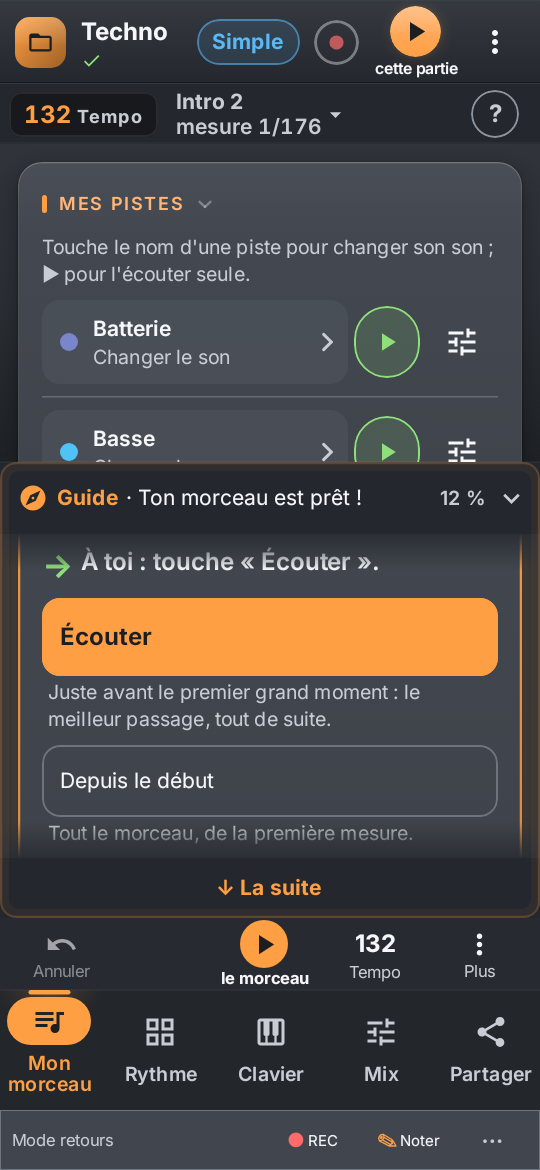 Techno
Simple
cette partie
132 Tempo
Intro 2
mesure 1/176
?
MES PISTES
Touche le nom d'une piste pour changer son son ;
▶ pour l'écouter seule.
Batterie
Changer le son
Basse
Guide · Ton morceau est prêt !
12 %
→ À toi : touche « Écouter ».
Écouter
Juste avant le premier grand moment : le
meilleur passage, tout de suite.
Depuis le début
Tout le morceau, de la première mesure.
↓ La suite
Annuler
le morceau
132
Tempo
Plus
Mon
morceau
Rythme
Clavier
Mix
Partager
Mode retours
REC
Noter